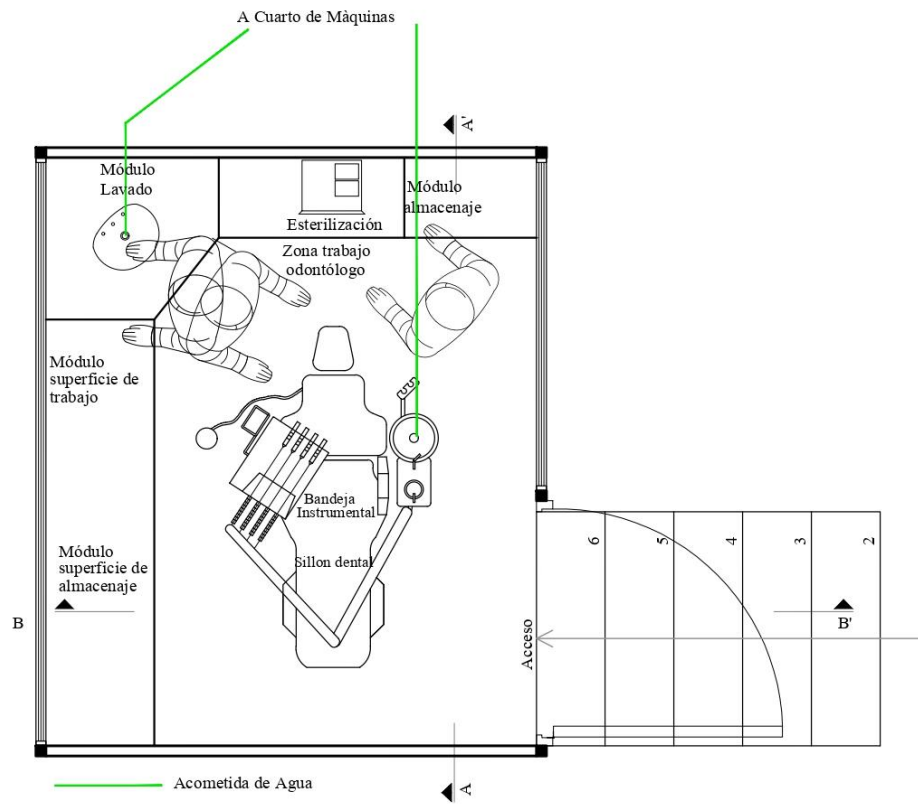 A Cuarto de Màquinas
A'
Módulo
Lavado
Módulo
almacenaje
Esterilización
Zona trabajo
odontólogo
Módulo
superficie de
trabajo
Bandeja
Instrumental
Sillon dental
Módulo
superficie de
almacenaje
6
5
4
3
2
B
B'
Acceso
Acometida de Agua
A